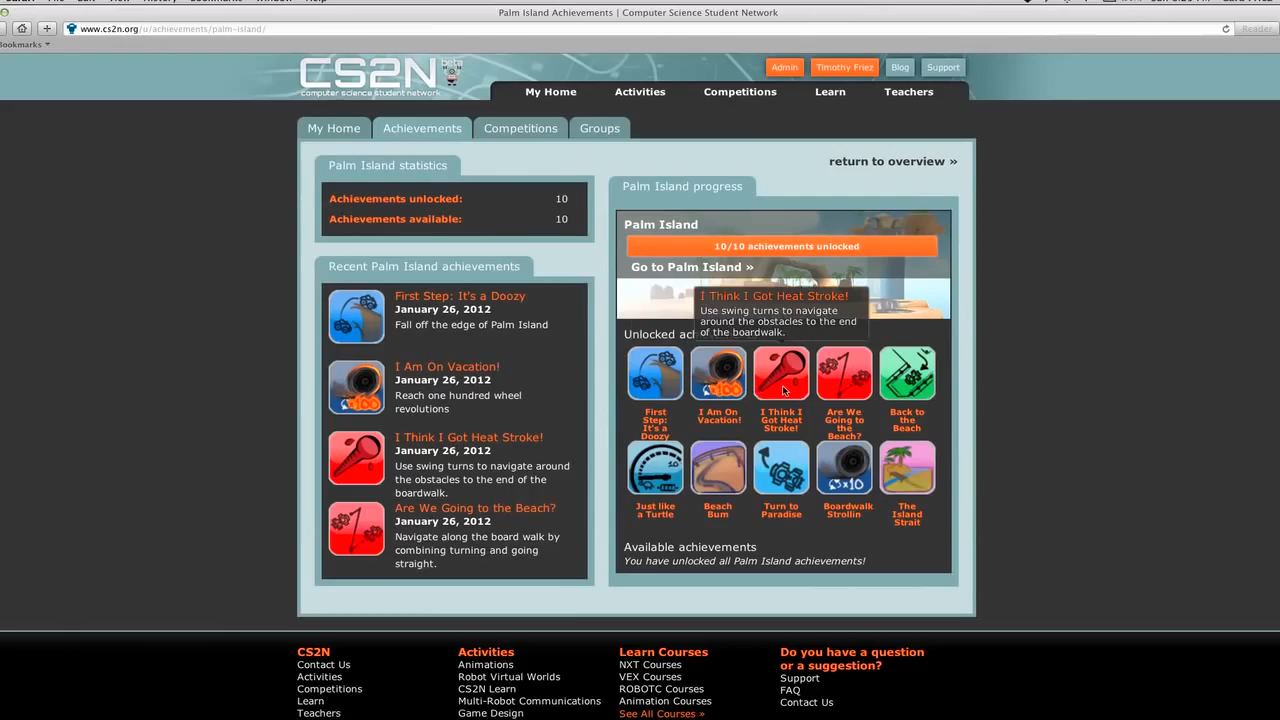 Palm Island Achievements | Computer Science Student Network
www.cs2n.org/u/achievements/palm-island/
Reader
Bookmarks
CS2N beta
computer science student network
Admin
Timothy Friez
Blog
Support
My Home
Activities
Competitions
Learn
Teachers
My Home
Achievements
Competitions
Groups
return to overview »
Palm Island statistics
Achievements unlocked: 10
Achievements available: 10
Recent Palm Island achievements
First Step: It's a Doozy
January 26, 2012
Fall off the edge of Palm Island
I Am On Vacation!
January 26, 2012
Reach one hundred wheel
revolutions
I Think I Got Heat Stroke!
January 26, 2012
Use swing turns to navigate around
the obstacles to the end of the
boardwalk.
Are We Going to the Beach?
January 26, 2012
Navigate along the board walk by
combining turning and going
straight.
Palm Island progress
Palm Island
10/10 achievements unlocked
Go to Palm Island »
I Think I Got Heat Stroke!
Use swing turns to navigate
around the obstacles to the end
of the boardwalk.
Unlocked ac
x100
First
Step:
It's a
Doozy
I Am On
Vacation!
I Think I
Got Heat
Stroke!
Are We
Going to
the
Beach?
Back to
the
Beach
x10
Just like
a Turtle
Beach
Bum
Turn to
Paradise
Boardwalk
Strollin
The
Island
Strait
Available achievements
You have unlocked all Palm Island achievements!
CS2N
Contact Us
Activities
Competitions
Learn
Teachers
Activities
Animations
Robot Virtual Worlds
CS2N Learn
Multi-Robot Communications
Game Design
Learn Courses
NXT Courses
VEX Courses
ROBOTC Courses
Animation Courses
See All Courses »
Do you have a question
or a suggestion?
Support
FAQ
Contact Us